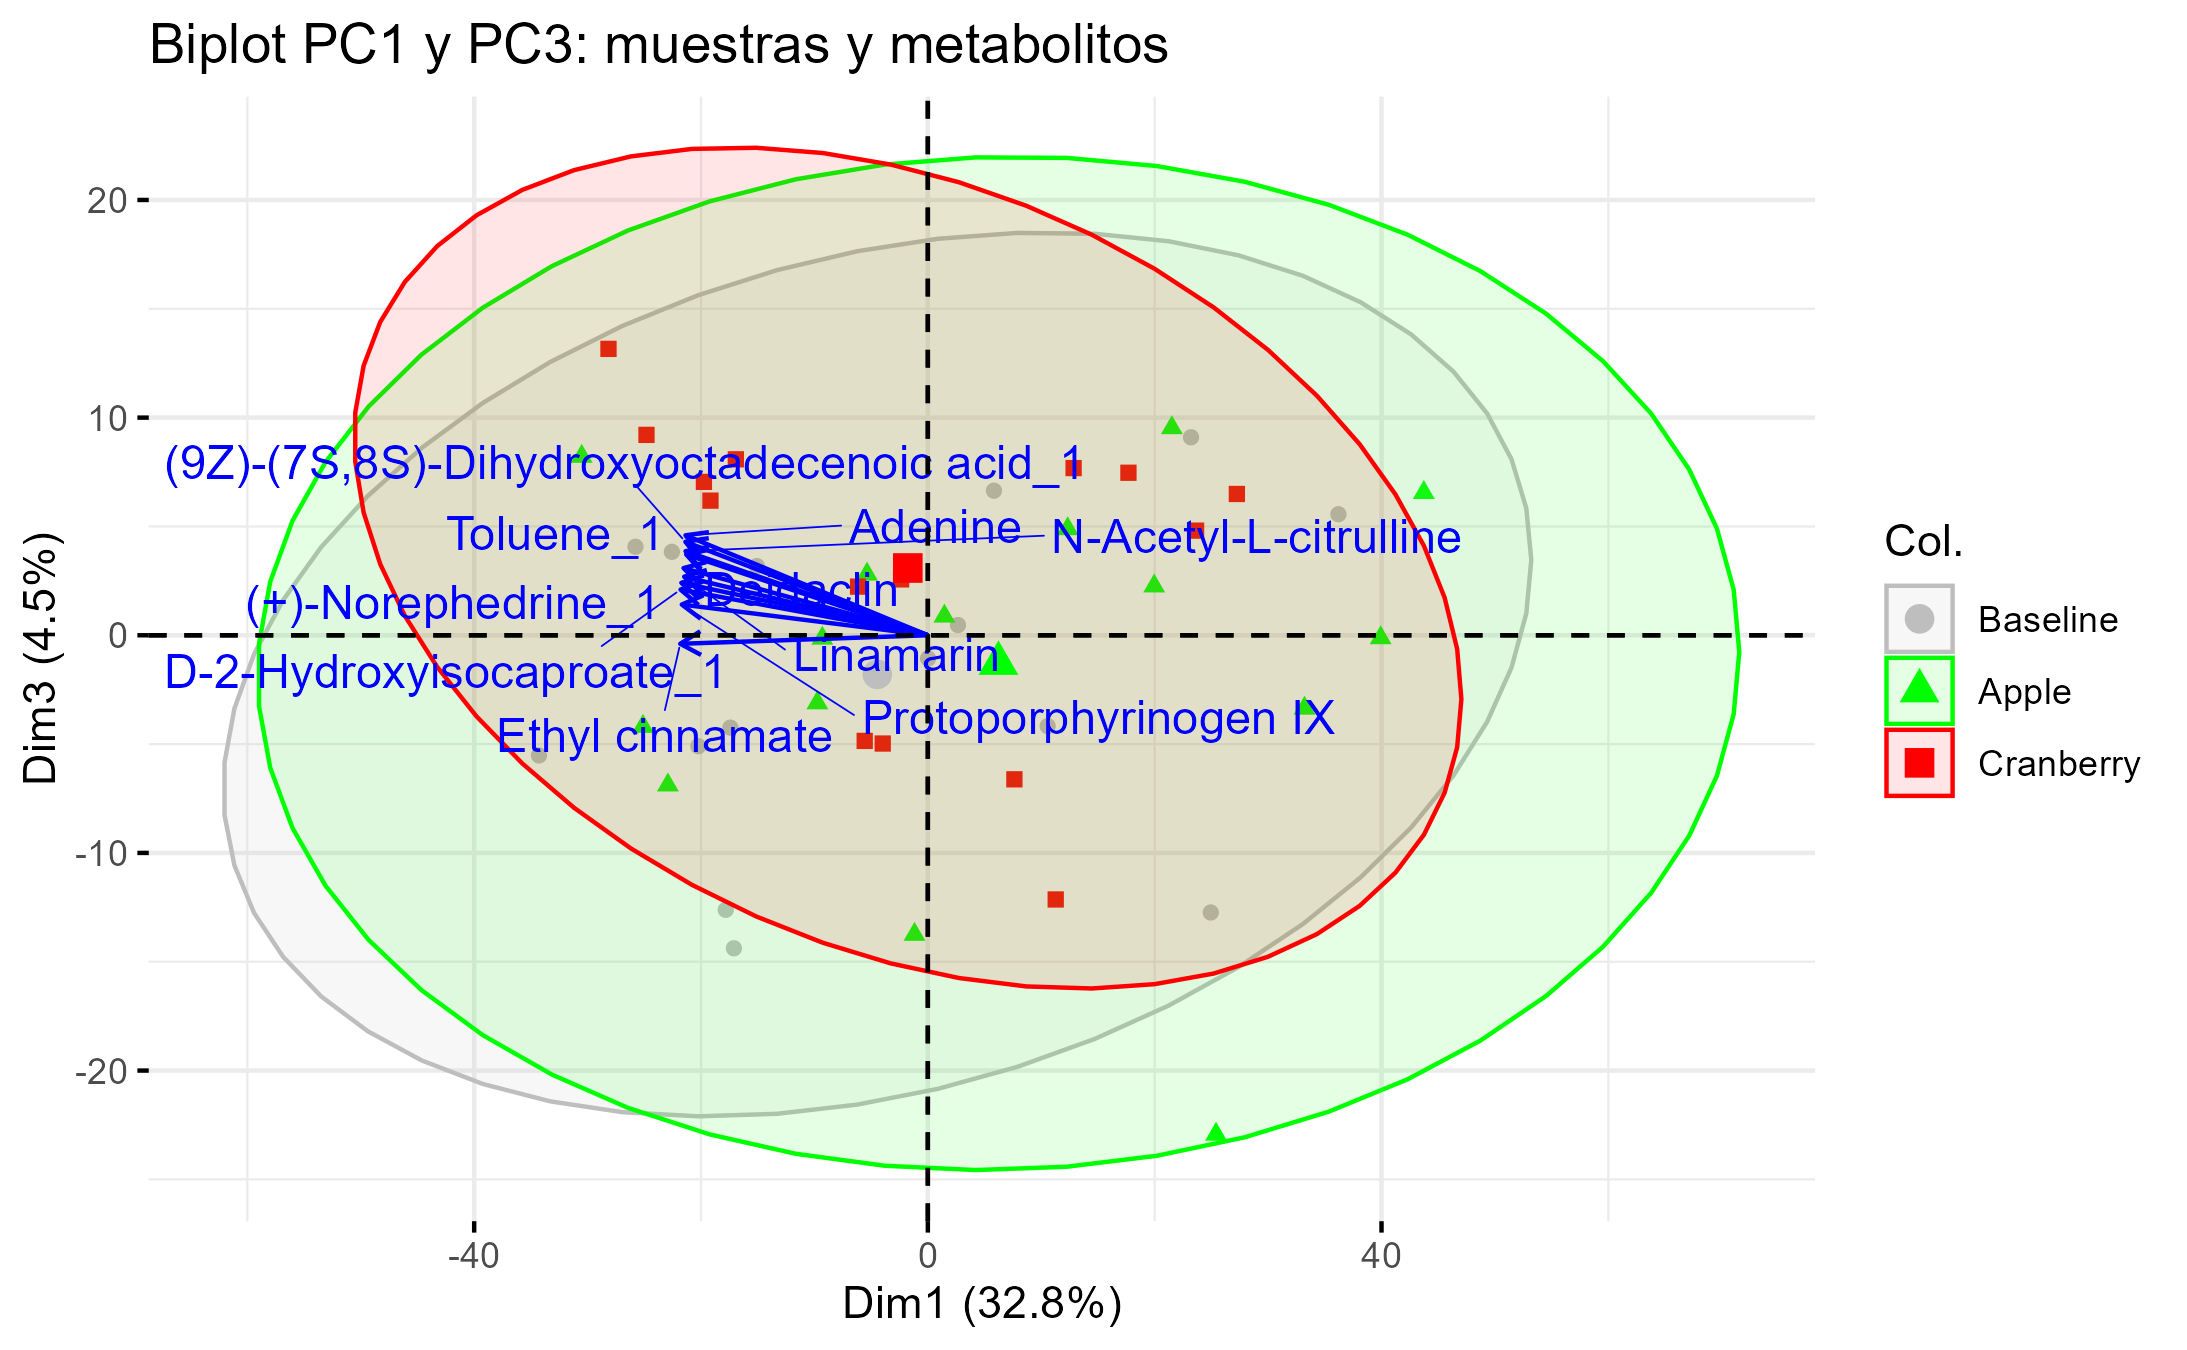 Biplot PC1 y PC3: muestras y metabolitos
20
10
0
-10
-20
Dim3 (4.5%)
(9Z)-(7S,8S)-Dihydroxyoctadecenoic acid_1
Toluene_1
Adenine
N-Acetyl-L-citrulline
(+)-Norephedrine_1
D-2-Hydroxyisocaproate_1
Linamarin
Ethyl cinnamate
Protoporphyrinogen IX
-40
0
40
Dim1 (32.8%)
Col.
Baseline
Apple
Cranberry